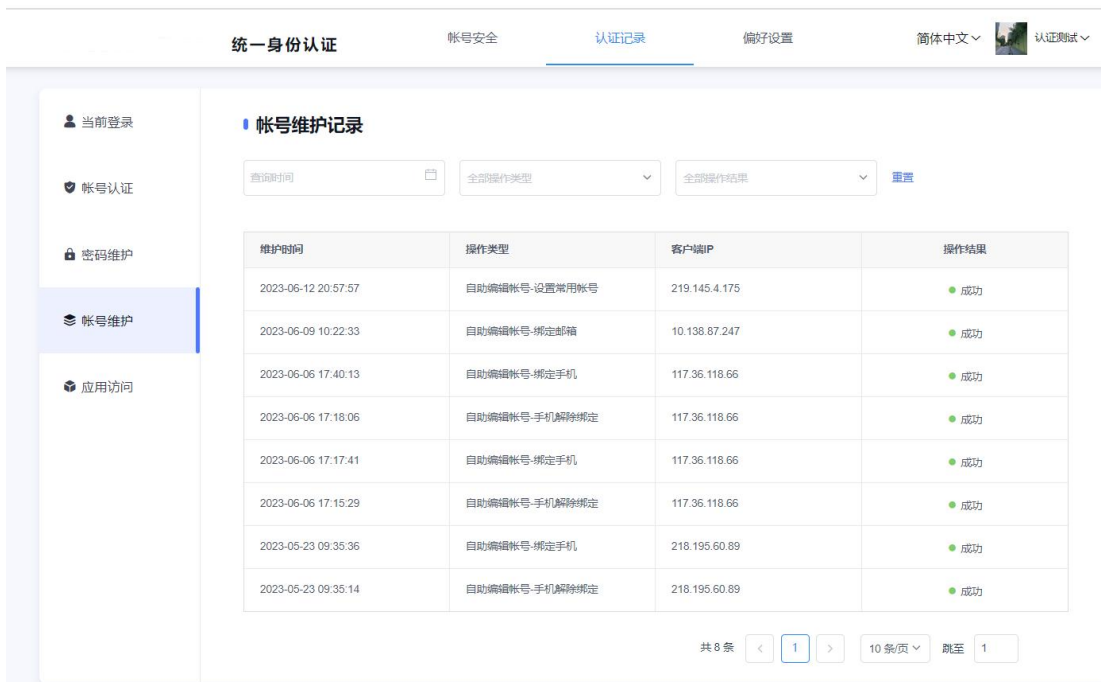 统一身份认证 帐号安全 认证记录 偏好设置 简体中文 认证测试
当前登录
帐号认证
密码维护
帐号维护
应用访问
帐号维护记录
查询时间 全部操作类型 全部操作结果 重置
维护时间 操作类型 客户端IP 操作结果
2023-06-12 20:57:57 自助编辑帐号-设置常用帐号 219.145.4.175 成功
2023-06-09 10:22:33 自助编辑帐号-绑定邮箱 10.138.87.247 成功
2023-06-06 17:40:13 自助编辑帐号-绑定手机 117.36.118.66 成功
2023-06-06 17:18:06 自助编辑帐号-手机解除绑定 117.36.118.66 成功
2023-06-06 17:17:41 自助编辑帐号-绑定手机 117.36.118.66 成功
2023-06-06 17:15:29 自助编辑帐号-手机解除绑定 117.36.118.66 成功
2023-05-23 09:35:36 自助编辑帐号-绑定手机 218.195.60.89 成功
2023-05-23 09:35:14 自助编辑帐号-手机解除绑定 218.195.60.89 成功
共 8 条 < 1 > 10 条/页 跳至 1